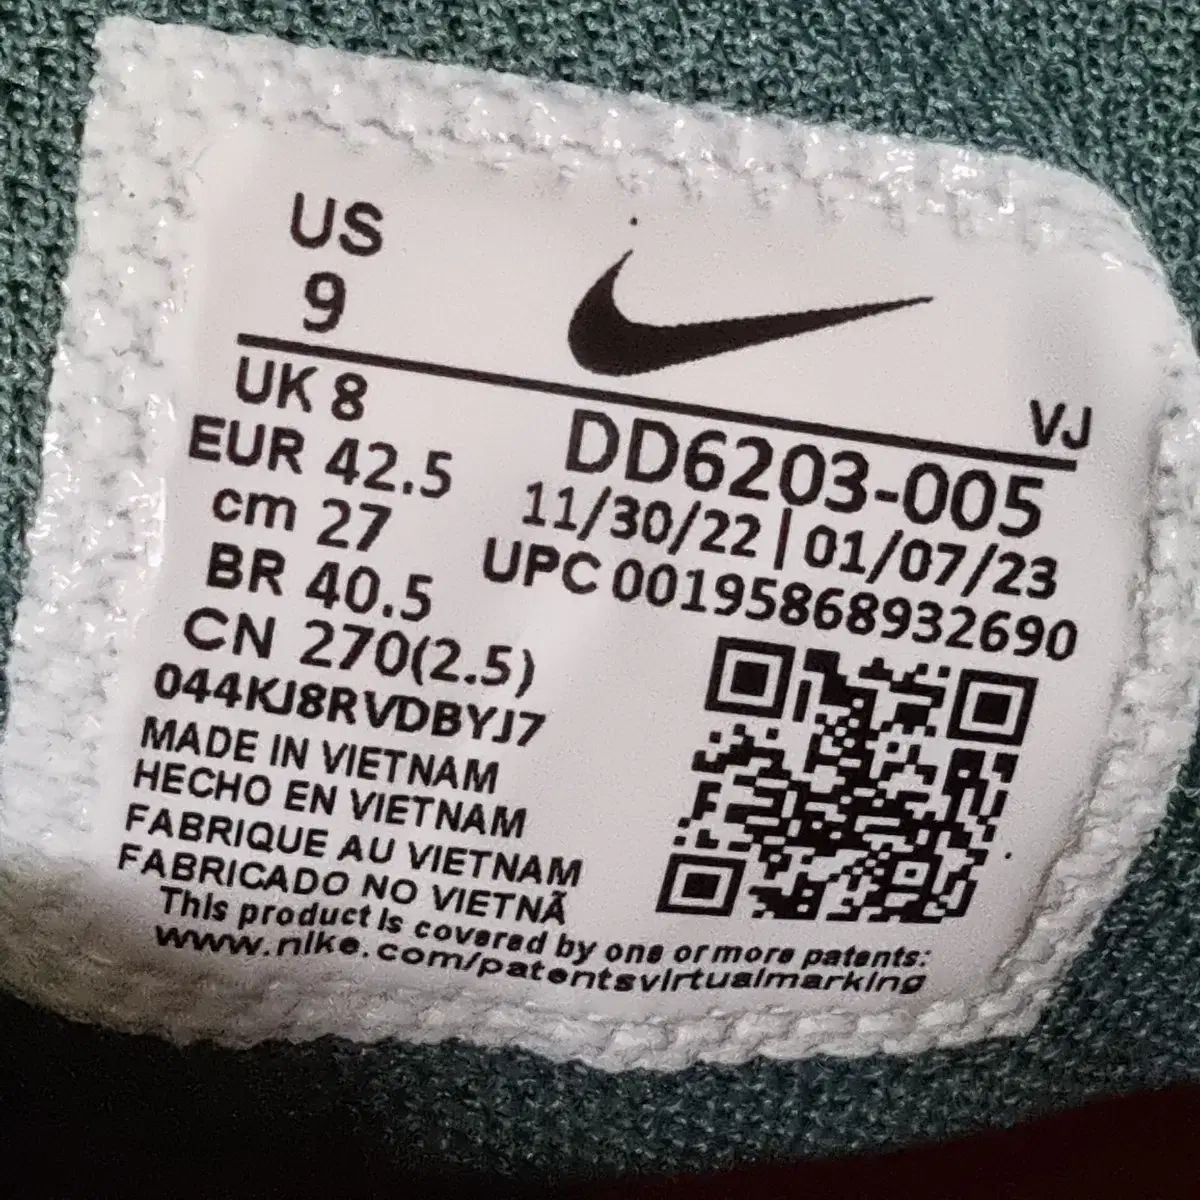 US
9
VJ
UK 8
EUR 42.5
cm 27
BR 40.5
CN 270(2.5)
044KJ8RVDBYJ7
DD6203-005
11/30/22 | 01/07/23
UPC 00195868932690
MADE IN VIETNAM
HECHO EN VIETNAM
FABRIQUE AU VIETNAM
FABRICADO NO VIETNÃ
This product is covered by one or more patents:
www.nike.com/patentsvirtualmarking